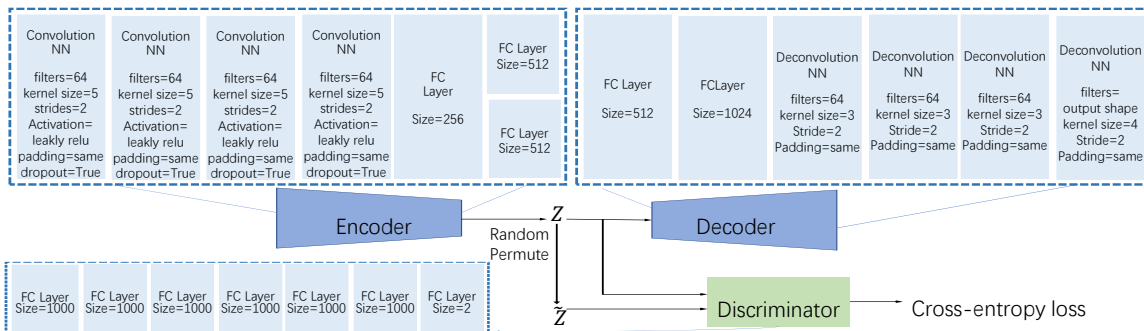 Convolution
NN
filters=64
kernel size=5
strides=2
Activation=
leakly relu
padding=same
dropout=True
Convolution
NN
filters=64
kernel size=5
strides=2
Activation=
leakly relu
padding=same
dropout=True
Convolution
NN
filters=64
kernel size=5
strides=2
Activation=
leakly relu
padding=same
dropout=True
Convolution
NN
filters=64
kernel size=5
strides=2
Activation=
leakly relu
padding=same
dropout=True
FC
Layer
Size=256
FC Layer
Size=512
FC Layer
Size=512
FC Layer
Size=512
FCLayer
Size=1024
Deconvolution
NN
filters=64
kernel size=3
Stride=2
Padding=same
Deconvolution
NN
filters=64
kernel size=3
Stride=2
Padding=same
Deconvolution
NN
filters=64
kernel size=3
Stride=2
Padding=same
Deconvolution
NN
filters=
output shape
kernel size=4
Stride=2
Padding=same
Encoder
Z
Decoder
Random
Permute
FC Layer
Size=1000
FC Layer
Size=1000
FC Layer
Size=1000
FC Layer
Size=1000
FC Layer
Size=1000
FC Layer
Size=1000
FC Layer
Size=2
Z̃
Discriminator
Cross-entropy loss